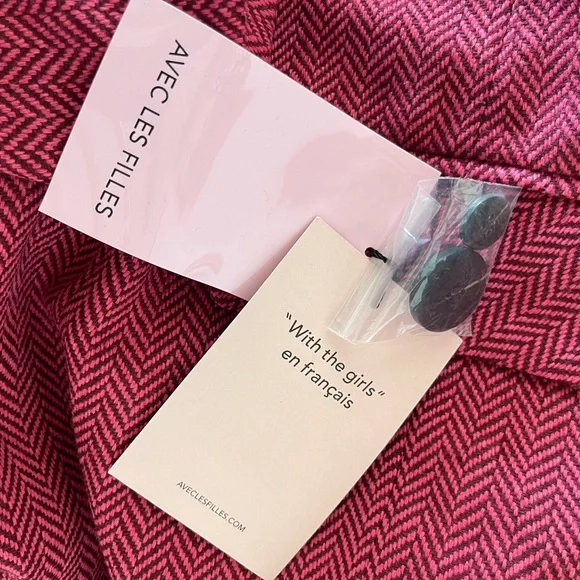 AVEC LES FILLES
"With the girls"
en français
AVECLESFILLES.COM